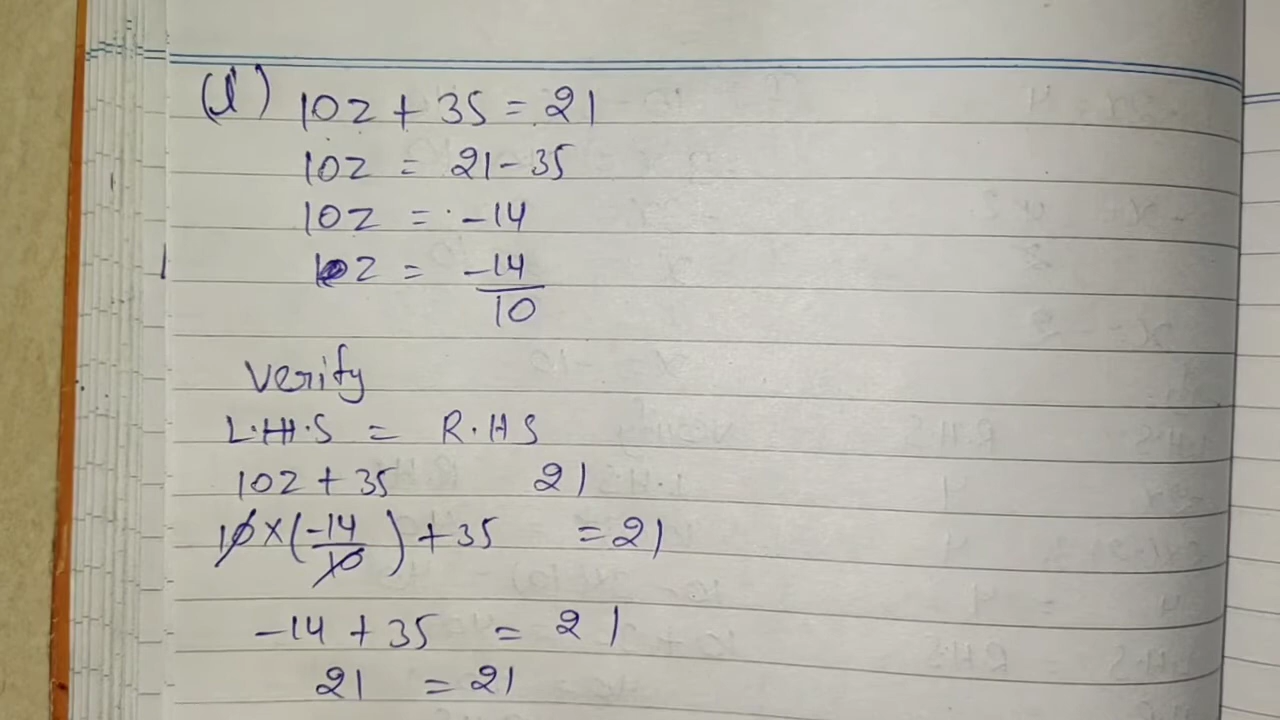 (l) 10z + 35 = 21
10z = 21 - 35
10z = -14
z = -14/10
Verify
L.H.S = R.HS
10z + 35 21
10 × (-14/10) + 35 = 21
-14 + 35 = 21
21 = 21